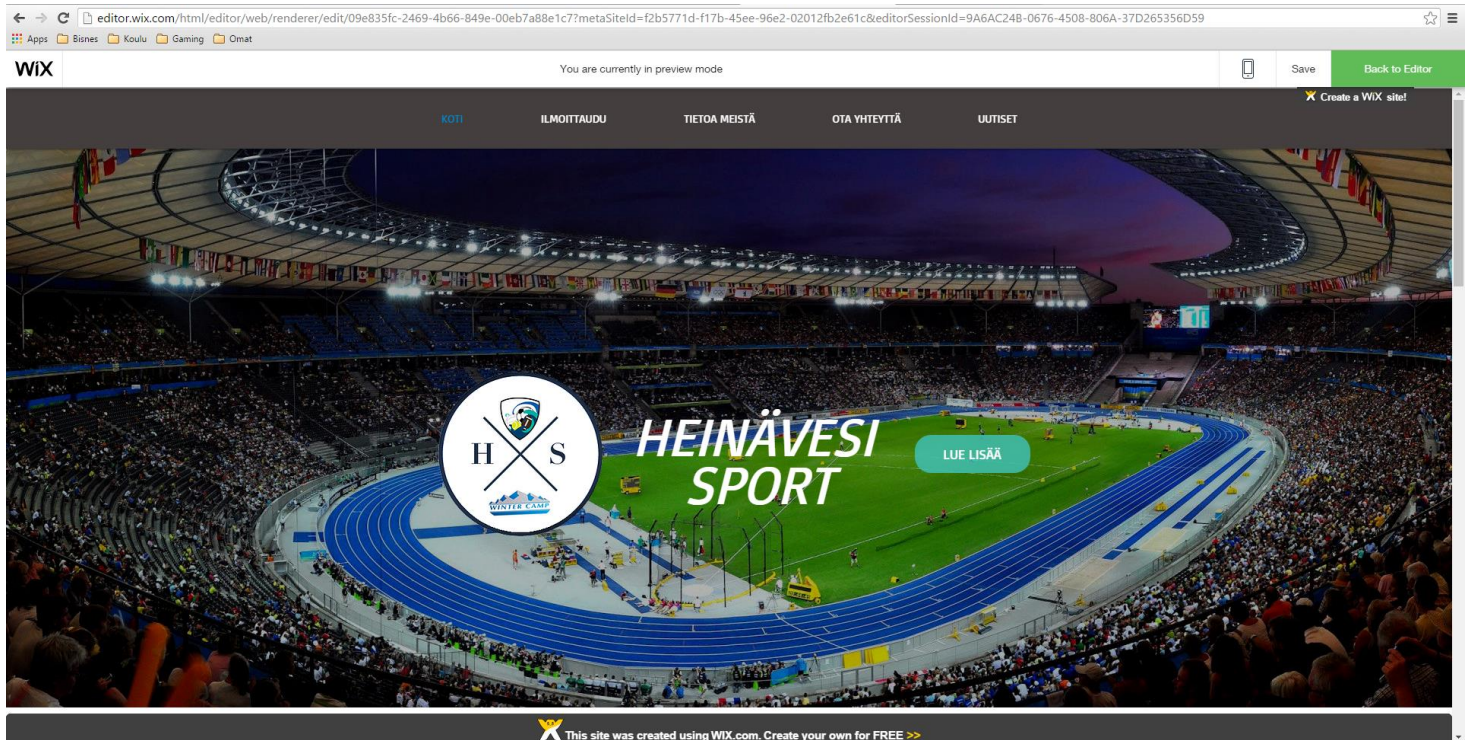 editor.wix.com/html/editor/web/renderer/edit/09e835fc-2469-4b66-849e-00eb7a88e1c7?metaSiteId=f2b5771d-f17b-45ee-96e2-02012fb2e61c&editorSessionId=9A6AC24B-0676-4508-806A-37D265356D59
Apps Bisnes Koulu Gaming Omat
WiX You are currently in preview mode Save Back to Editor
Create a WiX site!
KOTI ILMOITTAUDU TIETOA MEISTÄ OTA YHTEYTTÄ UUTISET
HEINÄVESI
SPORT
LUE LISÄÄ
H S
WINTER CAMP
This site was created using WIX.com. Create your own for FREE >>